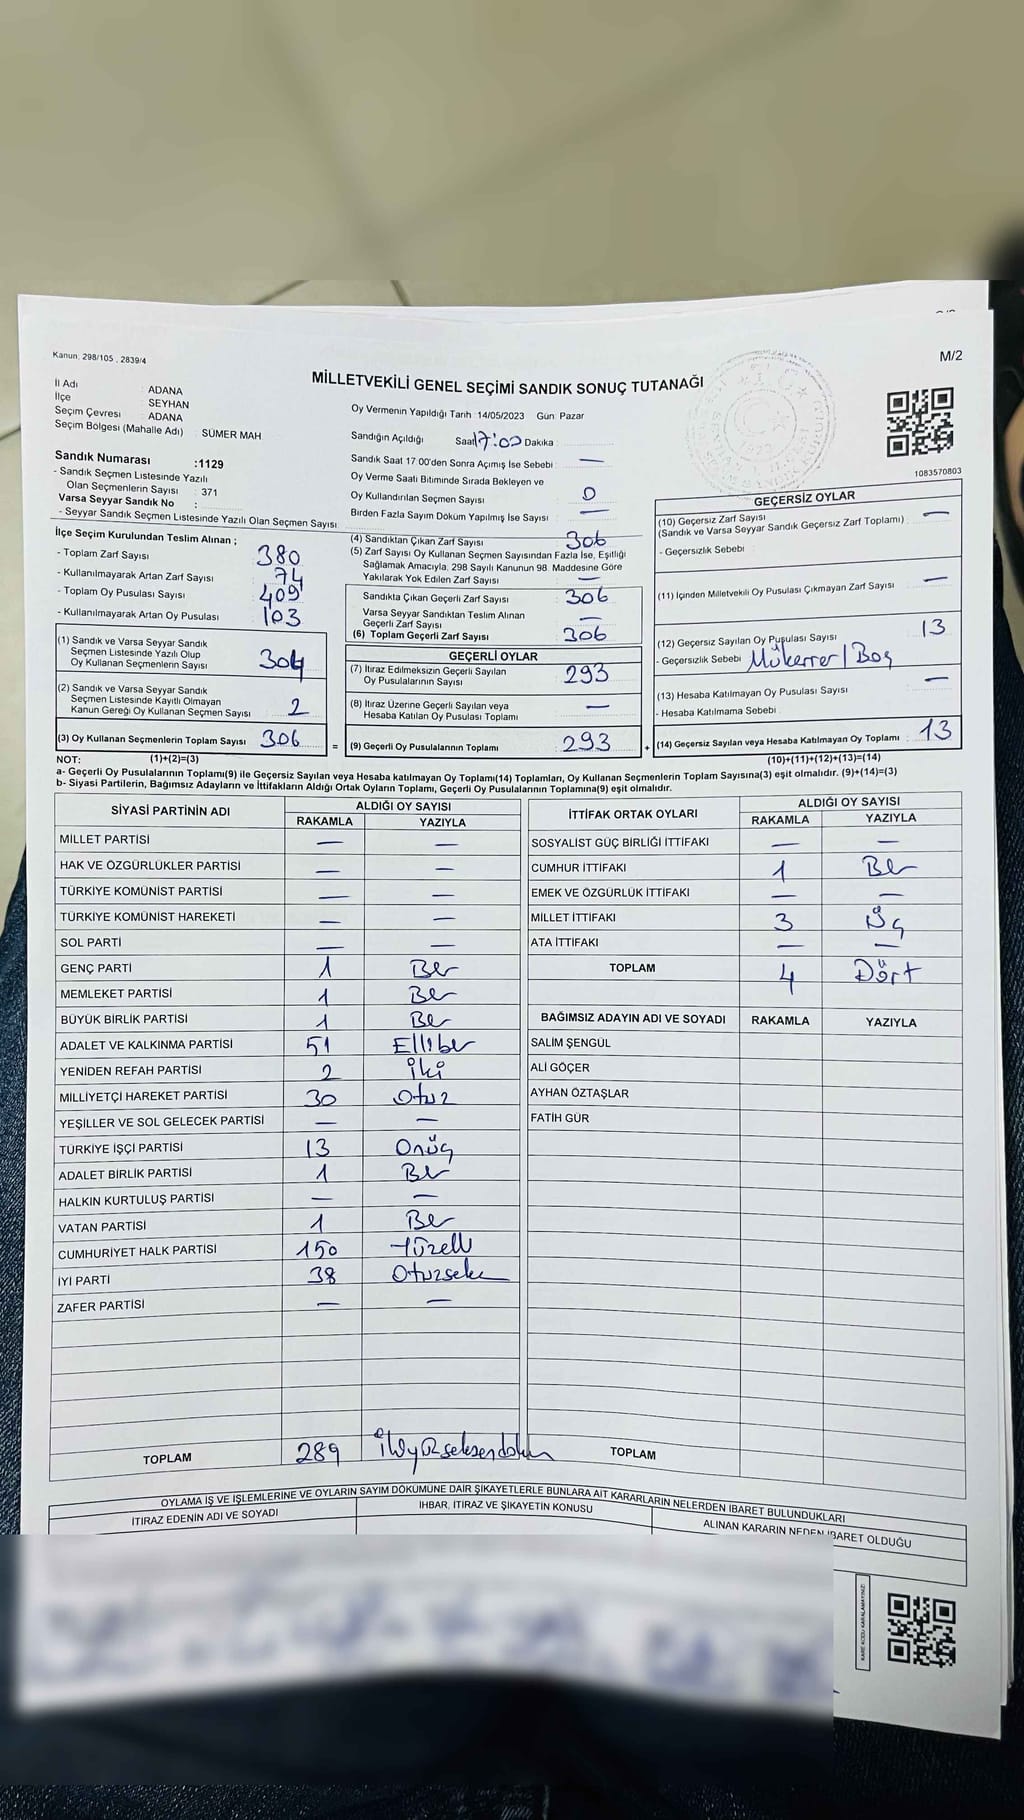 Kanun, 298/105 , 2839/4
M/2
MİLLETVEKİLİ GENEL SEÇİMİ SANDIK SONUÇ TUTANAĞI
İl Adı : ADANA
İlçe SEYHAN
Seçim Çevresi : ADANA
Seçim Bölgesi (Mahalle Adı) : SÜMER MAH
Sandık Numarası :1129
- Sandık Seçmen Listesinde Yazılı
Olan Seçmenlerin Sayısı : 371
Varsa Seyyar Sandık No :
- Seyyar Sandık Seçmen Listesinde Yazılı Olan Seçmen Sayısı :
Oy Vermenin Yapıldığı Tarih :14/05/2023 Gün: Pazar
Sandığın Açıldığı Saat 17:00 Dakika :
Sandık Saat 17:00'den Sonra Açımış İse Sebebi : —
Oy Verme Saati Bitiminde Sırada Bekleyen ve
Oy Kullandırılan Seçmen Sayısı : 0
Birden Fazla Sayım Döküm Yapılmış İse Sayısı : —
1083570803
İlçe Seçim Kurulundan Teslim Alınan ;
- Toplam Zarf Sayısı : 380
- Kullanılmayarak Artan Zarf Sayısı : 74
- Toplam Oy Pusulası Sayısı : 409
- Kullanılmayarak Artan Oy Pusulası : 103
(1) Sandık ve Varsa Seyyar Sandık
Seçmen Listesinde Yazılı Olup
Oy Kullanan Seçmenlerin Sayısı : 304
(2) Sandık ve Varsa Seyyar Sandık
Seçmen Listesinde Kayıtlı Olmayan
Kanun Gereği Oy Kullanan Seçmen Sayısı : 2
(3) Oy Kullanan Seçmenlerin Toplam Sayısı : 306
(4) Sandıktan Çıkan Zarf Sayısı : 306
(5) Zarf Sayısı Oy Kullanan Seçmen Sayısından Fazla İse, Eşitliği
Sağlamak Amacıyla, 298 Sayılı Kanunun 98. Maddesine Göre
Yakılarak Yok Edilen Zarf Sayısı : —
Sandıkta Çıkan Geçerli Zarf Sayısı : 306
Varsa Seyyar Sandıktan Teslim Alınan
Geçerli Zarf Sayısı : —
(6) Toplam Geçerli Zarf Sayısı : 306
GEÇERLİ OYLAR
(7) İtiraz Edilmeksizin Geçerli Sayılan
Oy Pusulalarının Sayısı : 293
(8) İtiraz Üzerine Geçerli Sayılan veya
Hesaba Katılan Oy Pusulası Toplamı : —
= (9) Geçerli Oy Pusulalarının Toplamı : 293
GEÇERSİZ OYLAR
(10) Geçersiz Zarf Sayısı : —
(Sandık ve Varsa Seyyar Sandık Geçersiz Zarf Toplamı)
- Geçersizlik Sebebi :
(11) İçinden Milletvekili Oy Pusulası Çıkmayan Zarf Sayısı : —
(12) Geçersiz Sayılan Oy Pusulası Sayısı : 13
- Geçersizlik Sebebi : Mükerrer/Boş
(13) Hesaba Katılmayan Oy Pusulası Sayısı : —
- Hesaba Katılmama Sebebi :
+ (14) Geçersiz Sayılan veya Hesaba Katılmayan Oy Toplamı : 13
NOT: (1)+(2)=(3) (10)+(11)+(12)+(13)=(14)
a- Geçerli Oy Pusulalarının Toplamı(9) ile Geçersiz Sayılan veya Hesaba katılmayan Oy Toplamı(14) Toplamları, Oy Kullanan Seçmenlerin Toplam Sayısına(3) eşit olmalıdır. (9)+(14)=(3)
b- Siyasi Partilerin, Bağımsız Adayların ve İttifakların Aldığı Ortak Oyların Toplamı, Geçerli Oy Pusulalarının Toplamına(9) eşit olmalıdır.
SİYASİ PARTİNİN ADI ALDIĞI OY SAYISI
RAKAMLA YAZIYLA
MİLLET PARTİSİ — —
HAK VE ÖZGÜRLÜKLER PARTİSİ — —
TÜRKİYE KOMÜNİST PARTİSİ — —
TÜRKİYE KOMÜNİST HAREKETİ — —
SOL PARTİ — —
GENÇ PARTİ 1 Bir
MEMLEKET PARTİSİ 1 Bir
BÜYÜK BİRLİK PARTİSİ 1 Bir
ADALET VE KALKINMA PARTİSİ 51 Ellibir
YENİDEN REFAH PARTİSİ 2 İki
MİLLİYETÇİ HAREKET PARTİSİ 30 Otuz
YEŞİLLER VE SOL GELECEK PARTİSİ — —
TÜRKİYE İŞÇİ PARTİSİ 13 Onüç
ADALET BİRLİK PARTİSİ 1 Bir
HALKIN KURTULUŞ PARTİSİ — —
VATAN PARTİSİ 1 Bir
CUMHURİYET HALK PARTİSİ 150 Yüzelli
İYİ PARTİ 38 Otuzsekiz
ZAFER PARTİSİ — —
TOPLAM 289 İkiyüzseksendokuz
İTTİFAK ORTAK OYLARI ALDIĞI OY SAYISI
RAKAMLA YAZIYLA
SOSYALİST GÜÇ BİRLİĞİ İTTİFAKI — —
CUMHUR İTTİFAKI 1 Bir
EMEK VE ÖZGÜRLÜK İTTİFAKI — —
MİLLET İTTİFAKI 3 Üç
ATA İTTİFAKI — —
TOPLAM 4 Dört
BAĞIMSIZ ADAYIN ADI VE SOYADI RAKAMLA YAZIYLA
SALİM ŞENGÜL
ALİ GÖÇER
AYHAN ÖZTAŞLAR
FATİH GÜR
TOPLAM
OYLAMA İŞ VE İŞLEMLERİNE VE OYLARIN SAYIM DÖKÜMÜNE DAİR ŞİKAYETLERLE BUNLARA AİT KARARLARIN NELERDEN İBARET BULUNDUKLARI
İTİRAZ EDENİN ADI VE SOYADI İHBAR, İTİRAZ VE ŞİKAYETİN KONUSU ALINAN KARARIN NEDEN İBARET OLDUĞU
KARE KODU KARALAMAYINIZ!